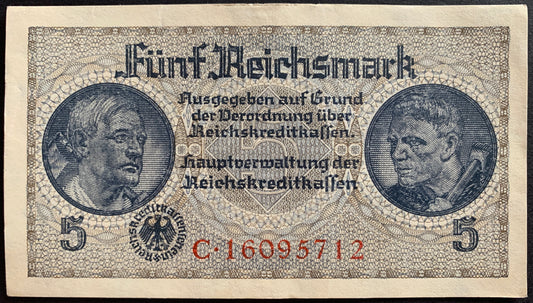 Fünf Reichsmark
Ausgegeben auf Grund
der Verordnung über
Reichskreditkassen.
Hauptverwaltung der
Reichskreditkassen
5
C·16095712
5